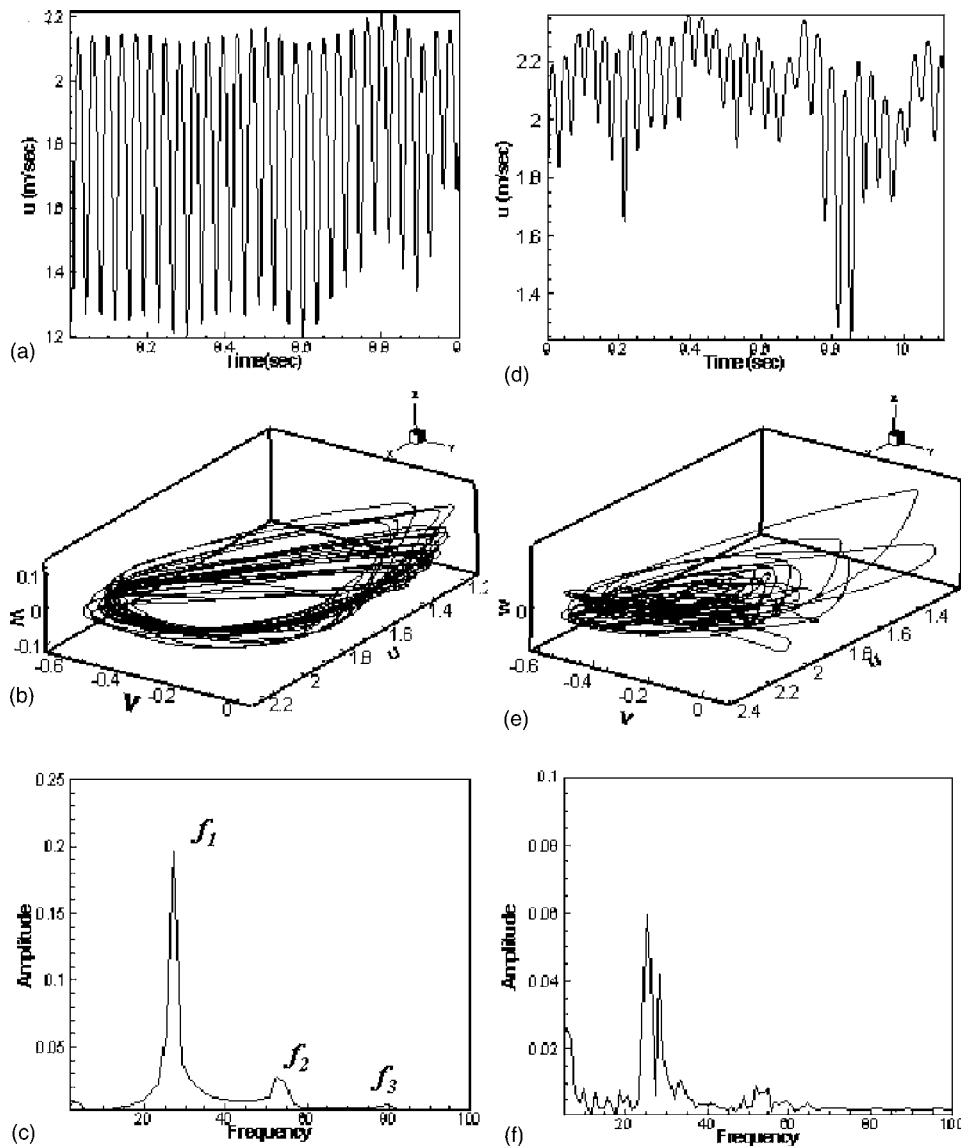 2.2
2
1.8
1.6
1.4
1.2
u (m/sec)
0.2
0.4
0.6
0.8
Time(sec)
(a)
2.2
2
1.8
1.6
1.4
u (m/sec)
0
0.2
0.4
0.6
0.8
10
Time(sec)
(d)
z
x
Y
0.1
0
-0.1
W
-0.6
-0.4
-0.2
0
V
2.2
2
1.8
1.6
1.4
1.2
u
(b)
z
x
Y
0
w
-0.6
-0.4
-0.2
0
V
2.4
2.2
2
1.8
1.6
1.4
u
(e)
0.25
0.2
0.15
0.1
0.05
Amplitude
f1
f2
f3
20
40
60
80
100
Frequency
(c)
0.1
0.08
0.06
0.04
0.02
Amplitude
20
40
60
80
100
Frequency
(f)